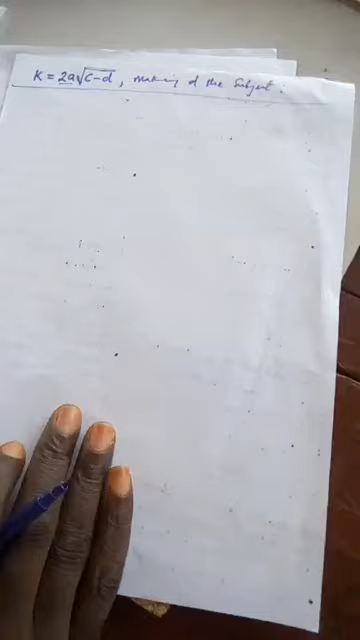 K = 2a√c-d, making d the subject.